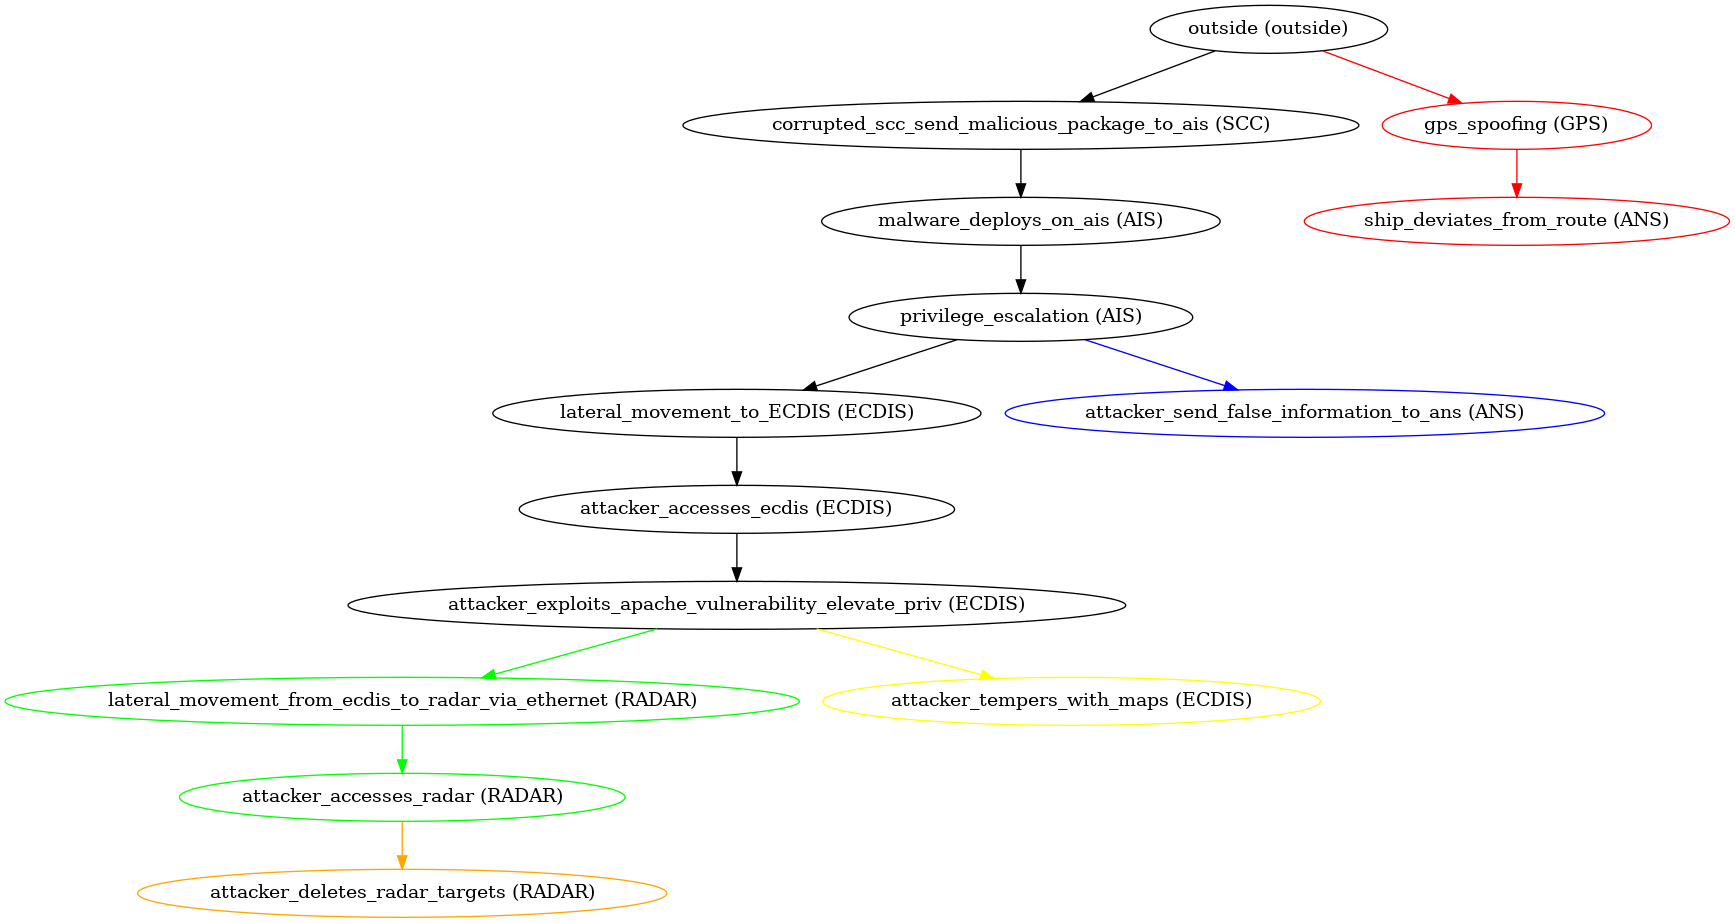 outside (outside)
corrupted_scc_send_malicious_package_to_ais (SCC)
gps_spoofing (GPS)
malware_deploys_on_ais (AIS)
ship_deviates_from_route (ANS)
privilege_escalation (AIS)
lateral_movement_to_ECDIS (ECDIS)
attacker_send_false_information_to_ans (ANS)
attacker_accesses_ecdis (ECDIS)
attacker_exploits_apache_vulnerability_elevate_priv (ECDIS)
lateral_movement_from_ecdis_to_radar_via_ethernet (RADAR)
attacker_tempers_with_maps (ECDIS)
attacker_accesses_radar (RADAR)
attacker_deletes_radar_targets (RADAR)